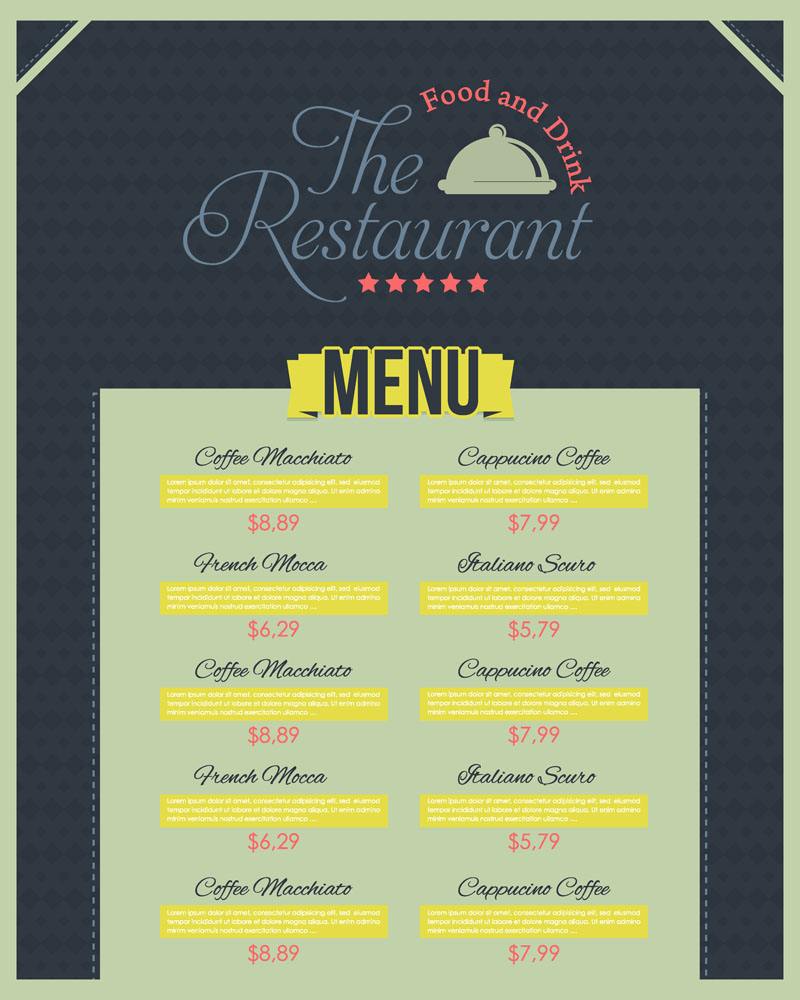 Food and Drink
The
Restaurant
MENU
Coffee Macchiato
Lorem ipsum dolor sit amet, consectetur adipisicing elit, sed eiusmod
tempor incididunt ut labore et dolore magna aliqua. Ut enim admino
minim veniamus nostrud exercitation ullamco ...
$8,89
Cappucino Coffee
Lorem ipsum dolor sit amet, consectetur adipisicing elit, sed eiusmod
tempor incididunt ut labore et dolore magna aliqua. Ut enim admino
minim veniamus nostrud exercitation ullamco ...
$7,99
French Mocca
Lorem ipsum dolor sit amet, consectetur adipisicing elit, sed eiusmod
tempor incididunt ut labore et dolore magna aliqua. Ut enim admino
minim veniamus nostrud exercitation ullamco ...
$6,29
Italiano Scuro
Lorem ipsum dolor sit amet, consectetur adipisicing elit, sed eiusmod
tempor incididunt ut labore et dolore magna aliqua. Ut enim admino
minim veniamus nostrud exercitation ullamco ...
$5,79
Coffee Macchiato
Lorem ipsum dolor sit amet, consectetur adipisicing elit, sed eiusmod
tempor incididunt ut labore et dolore magna aliqua. Ut enim admino
minim veniamus nostrud exercitation ullamco ...
$8,89
Cappucino Coffee
Lorem ipsum dolor sit amet, consectetur adipisicing elit, sed eiusmod
tempor incididunt ut labore et dolore magna aliqua. Ut enim admino
minim veniamus nostrud exercitation ullamco ...
$7,99
French Mocca
Lorem ipsum dolor sit amet, consectetur adipisicing elit, sed eiusmod
tempor incididunt ut labore et dolore magna aliqua. Ut enim admino
minim veniamus nostrud exercitation ullamco ...
$6,29
Italiano Scuro
Lorem ipsum dolor sit amet, consectetur adipisicing elit, sed eiusmod
tempor incididunt ut labore et dolore magna aliqua. Ut enim admino
minim veniamus nostrud exercitation ullamco ...
$5,79
Coffee Macchiato
Lorem ipsum dolor sit amet, consectetur adipisicing elit, sed eiusmod
tempor incididunt ut labore et dolore magna aliqua. Ut enim admino
minim veniamus nostrud exercitation ullamco ...
$8,89
Cappucino Coffee
Lorem ipsum dolor sit amet, consectetur adipisicing elit, sed eiusmod
tempor incididunt ut labore et dolore magna aliqua. Ut enim admino
minim veniamus nostrud exercitation ullamco ...
$7,99